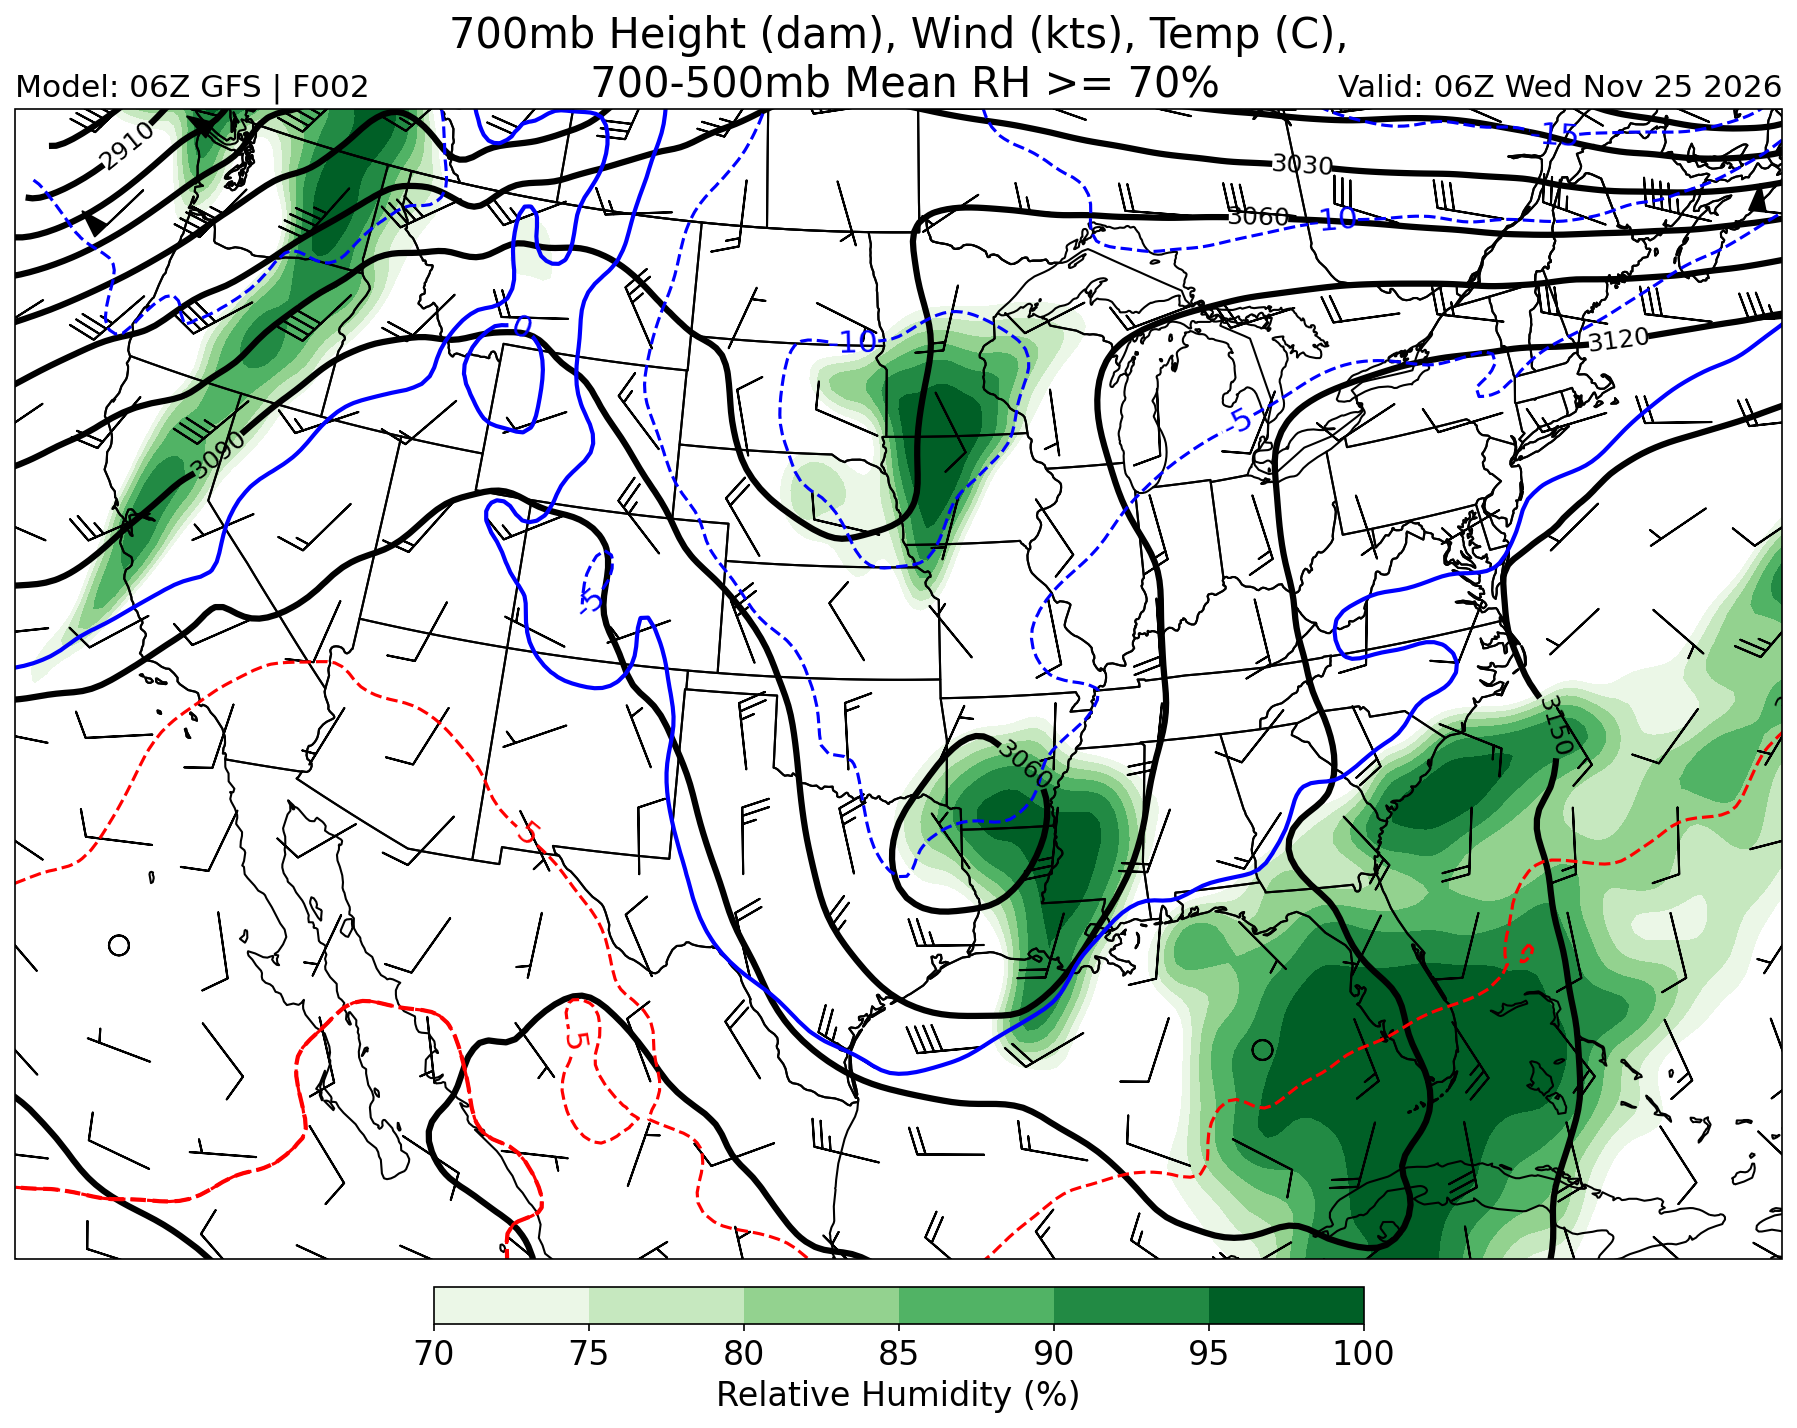 700mb Height (dam), Wind (kts), Temp (C),
700-500mb Mean RH >= 70%
Model: 06Z GFS | F002
Valid: 06Z Wed Nov 25 2026
2910
-15
3030
3060
-10
0
-10
3120
-5
3090
-5
3150
3060
5
5
70 75 80 85 90 95 100
Relative Humidity (%)